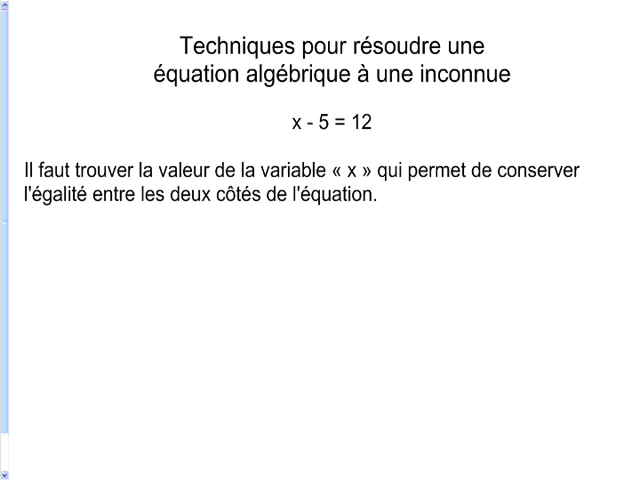 Techniques pour résoudre une
équation algébrique à une inconnue
x - 5 = 12
Il faut trouver la valeur de la variable « x » qui permet de conserver
l'égalité entre les deux côtés de l'équation.